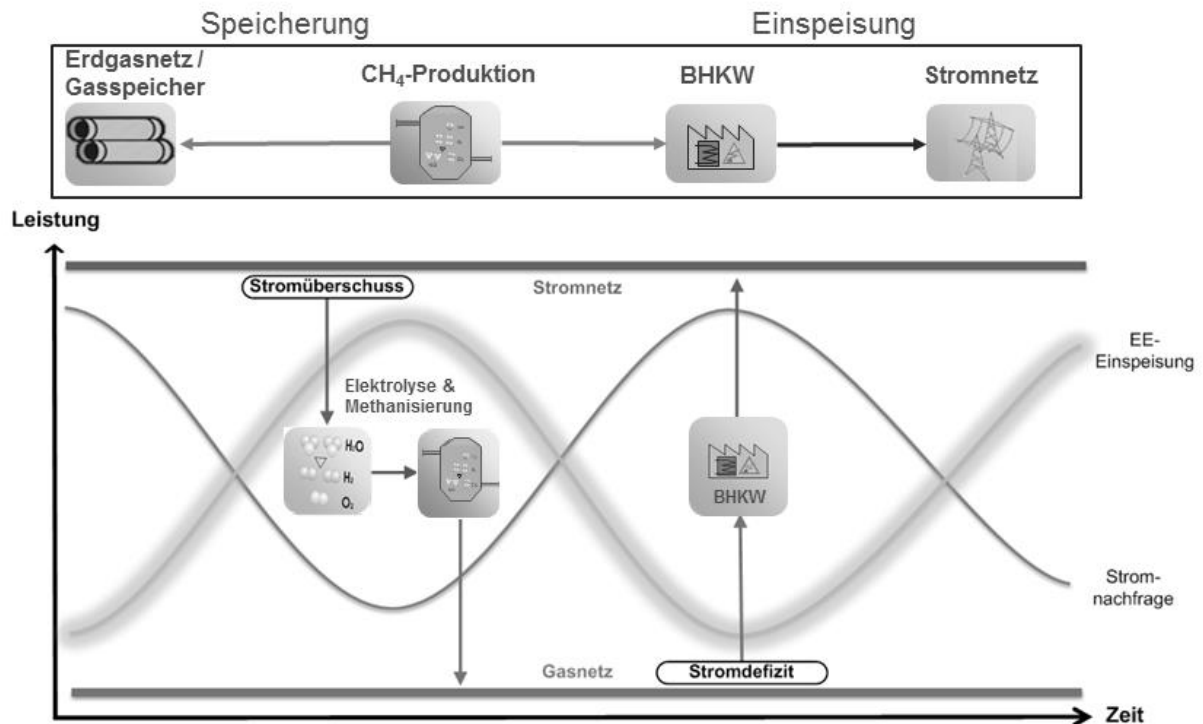 Speicherung
Einspeisung
Erdgasnetz /
Gasspeicher
CH₄-Produktion
BHKW
Stromnetz
Leistung
Stromüberschuss
Stromnetz
EE-
Einspeisung
Elektrolyse &
Methanisierung
H₂O
H₂
O₂
BHKW
Strom-
nachfrage
Gasnetz
Stromdefizit
Zeit